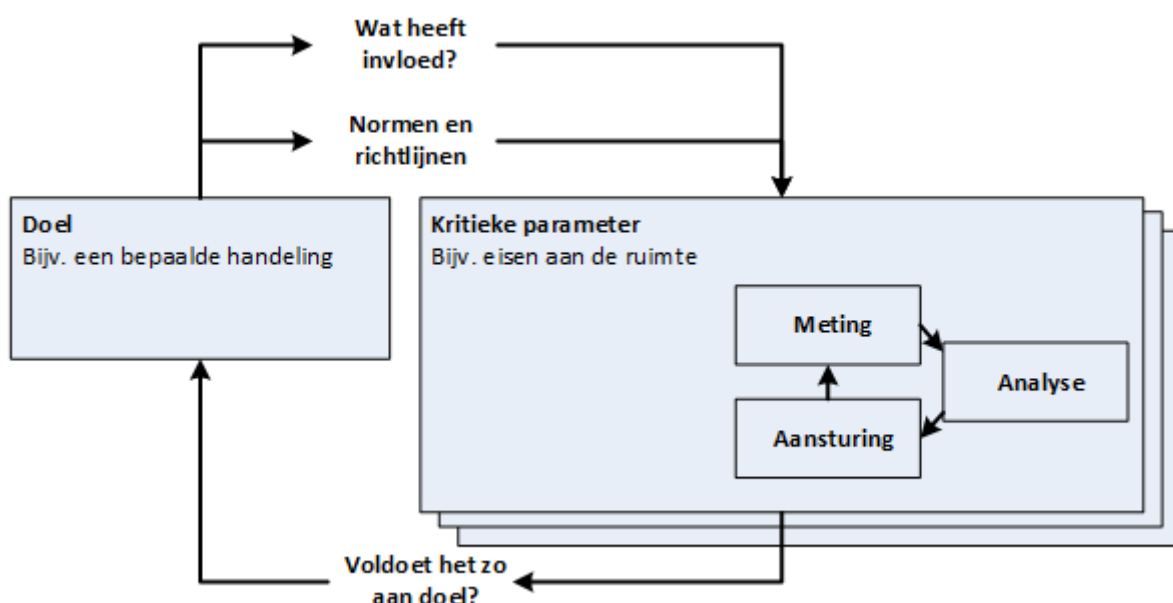 Wat heeft
invloed?
Normen en
richtlijnen
Doel
Bijv. een bepaalde handeling
Kritieke parameter
Bijv. eisen aan de ruimte
Meting
Analyse
Aansturing
Voldoet het zo
aan doel?